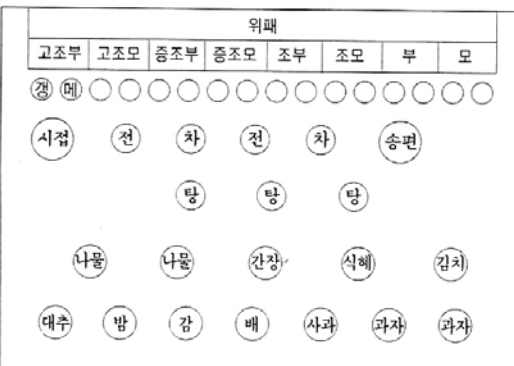 위패
고조부 고조모 증조부 증조모 조부 조모 부 모
갱 메
시접 전 차 전 차 송편
탕 탕 탕
나물 나물 간장 식혜 김치
대추 밤 감 배 사과 과자 과자